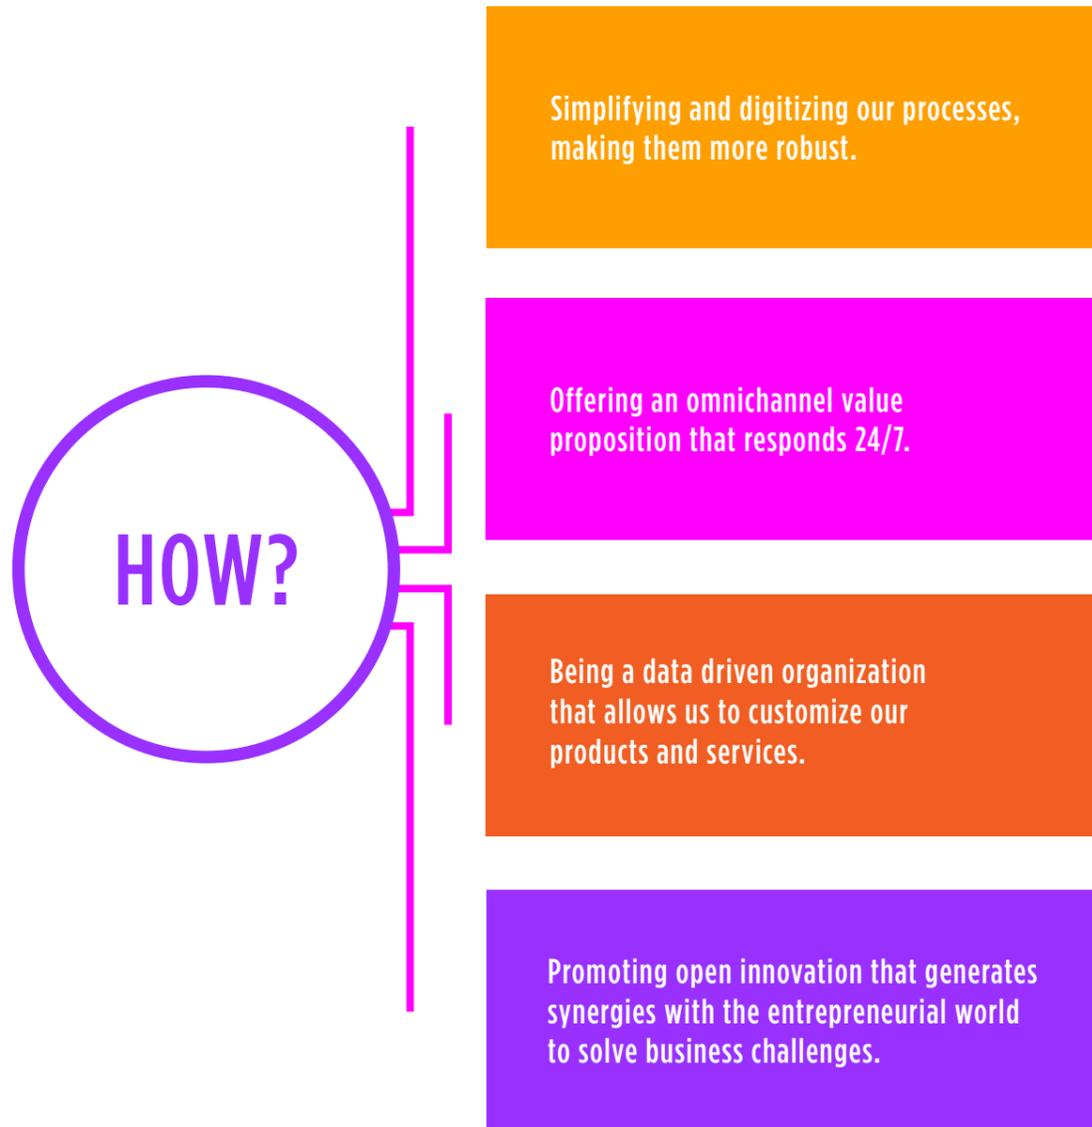 Simplifying and digitizing our processes,
making them more robust.
Offering an omnichannel value
proposition that responds 24/7.
HOW?
Being a data driven organization
that allows us to customize our
products and services.
Promoting open innovation that generates
synergies with the entrepreneurial world
to solve business challenges.